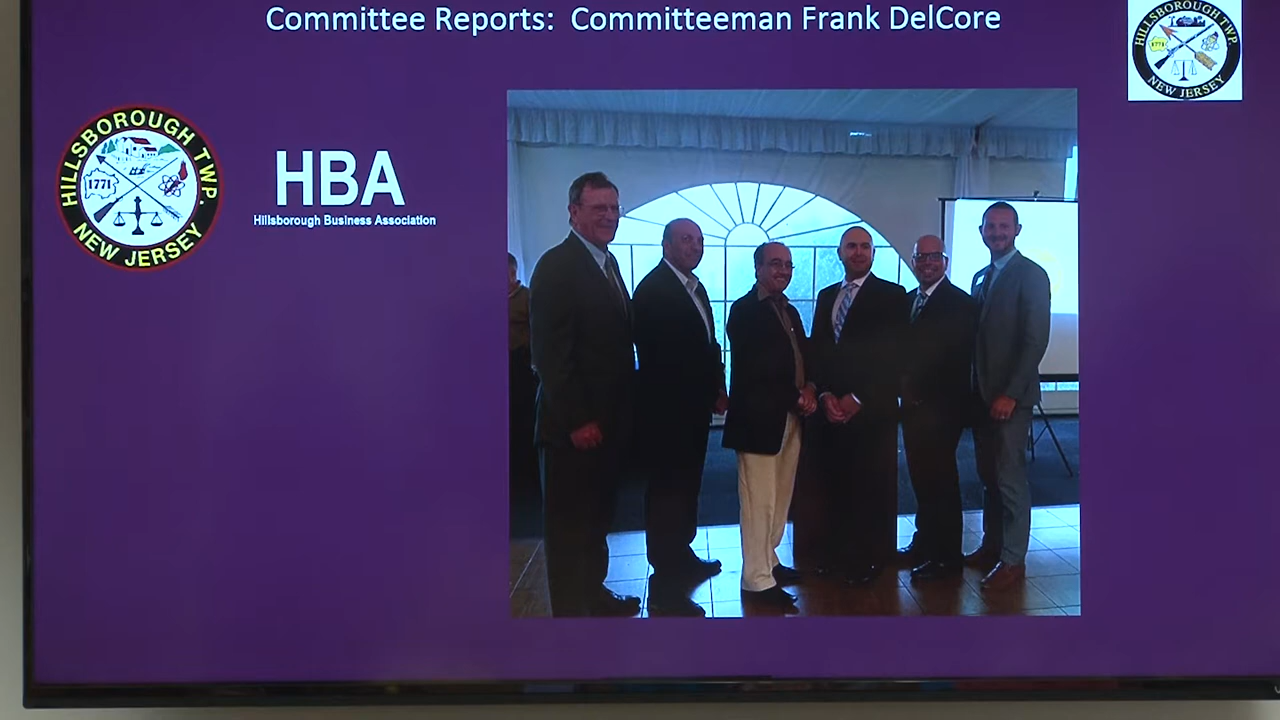 Committee Reports: Committeeman Frank DelCore
HILLSBOROUGH TWP.
1771
NEW JERSEY
HILLSBOROUGH TWP.
1771
NEW JERSEY
HBA
Hillsborough Business Association